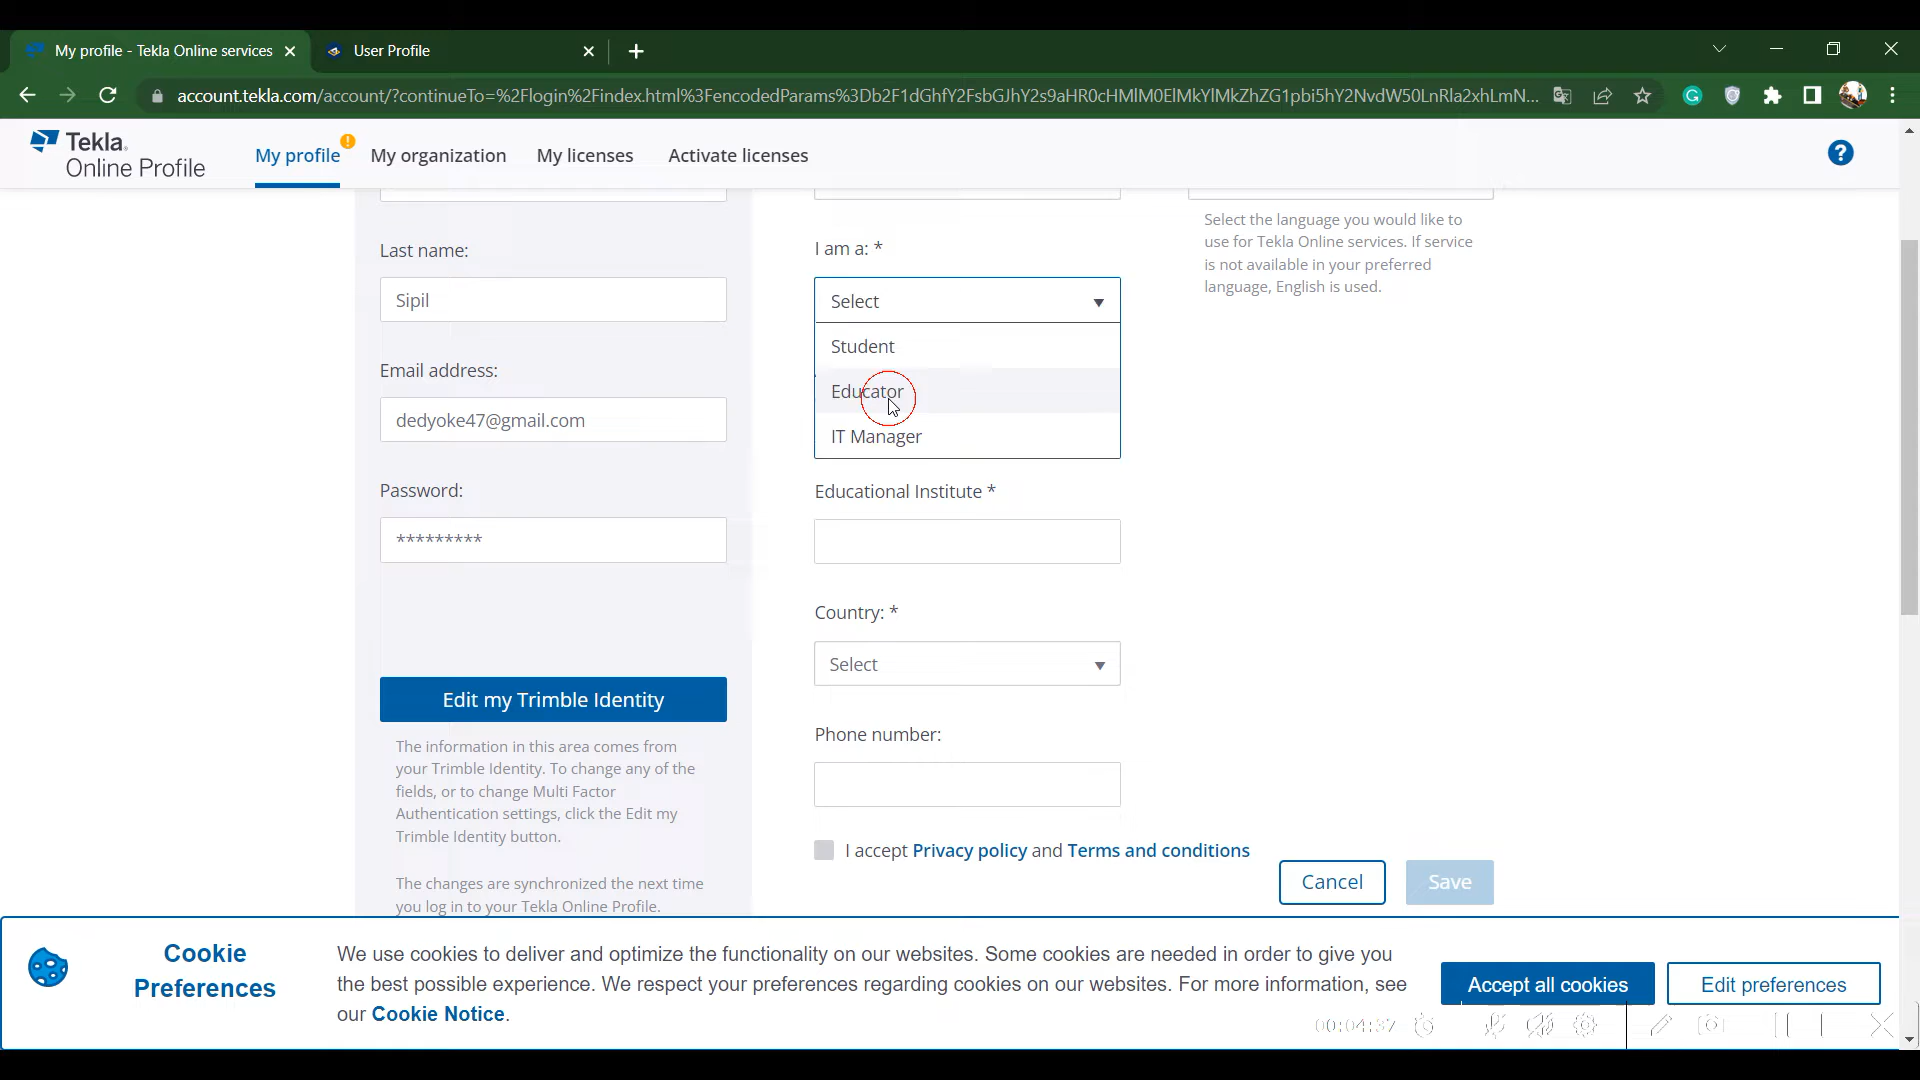 My profile - Tekla Online services
User Profile
account.tekla.com/account/?continueTo=%2Flogin%2Findex.html%3FencodedParams%3Db2F1dGhfY2FsbGJhY2s9aHR0cHMlM0ElMkYlMkZhZG1pbi5hY2NvdW50LnRla2xhLmN...
Tekla
Online Profile
My profile
My organization
My licenses
Activate licenses
?
Last name:
Sipil
Email address:
dedyoke47@gmail.com
Password:
*********
Edit my Trimble Identity
The information in this area comes from
your Trimble Identity. To change any of the
fields, or to change Multi Factor
Authentication settings, click the Edit my
Trimble Identity button.
The changes are synchronized the next time
you log in to your Tekla Online Profile.
I am a: *
Select
Student
Educator
IT Manager
Educational Institute *
Country: *
Select
Phone number:
I accept Privacy policy and Terms and conditions
Select the language you would like to
use for Tekla Online services. If service
is not available in your preferred
language, English is used.
Cancel
Save
Cookie
Preferences
We use cookies to deliver and optimize the functionality on our websites. Some cookies are needed in order to give you
the best possible experience. We respect your preferences regarding cookies on our websites. For more information, see
our Cookie Notice.
Accept all cookies
Edit preferences
00:04:37